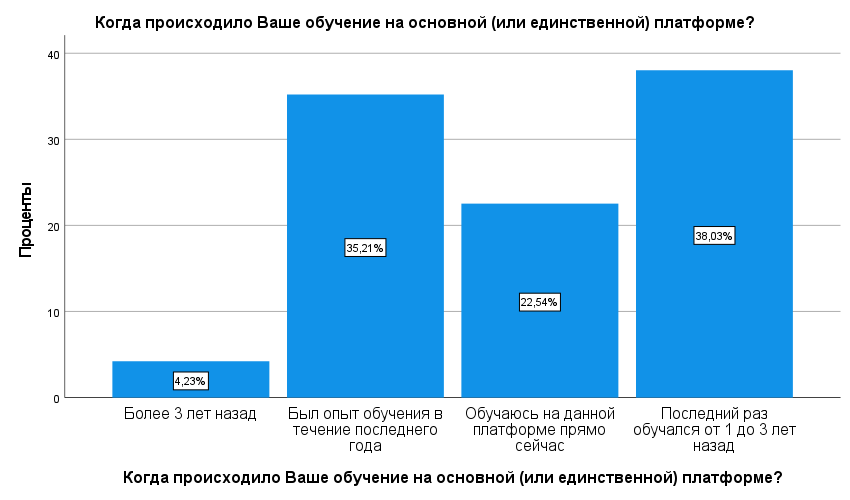 Когда происходило Ваше обучение на основной (или единственной) платформе?
Проценты
40
30
20
10
0
4,23%
35,21%
22,54%
38,03%
Более 3 лет назад
Был опыт обучения в
течение последнего
года
Обучаюсь на данной
платформе прямо
сейчас
Последний раз
обучался от 1 до 3 лет
назад
Когда происходило Ваше обучение на основной (или единственной) платформе?